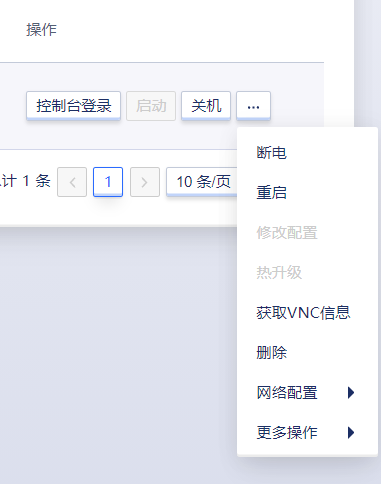 操作
控制台登录 启动 关机 ...
计 1 条 1 10 条/页
断电
重启
修改配置
热升级
获取VNC信息
删除
网络配置
更多操作